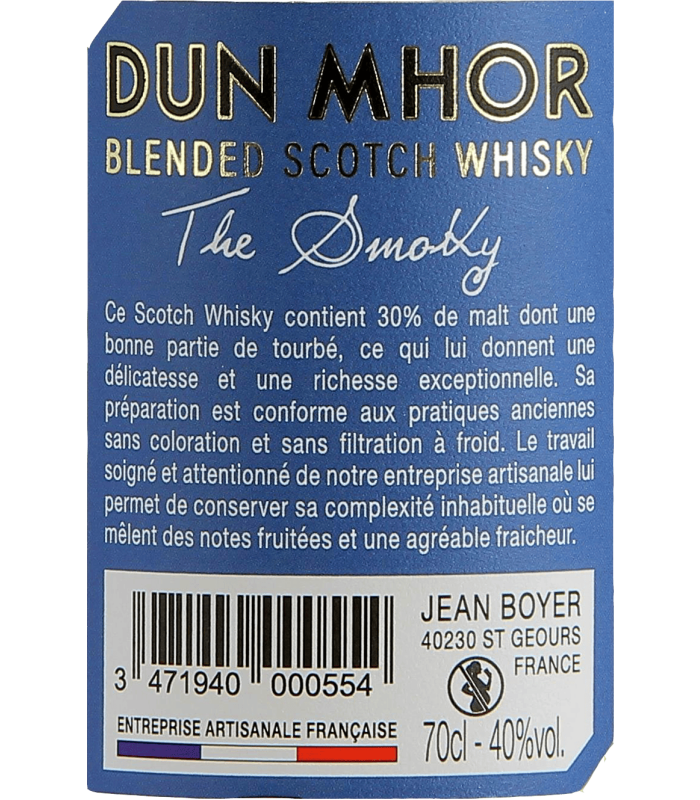 DUN MHOR
BLENDED SCOTCH WHISKY
The Smoky
Ce Scotch Whisky contient 30% de malt dont une
bonne partie de tourbé, ce qui lui donnent une
délicatesse et une richesse exceptionnelle. Sa
préparation est conforme aux pratiques anciennes
sans coloration et sans filtration à froid. Le travail
soigné et attentionné de notre entreprise artisanale lui
permet de conserver sa complexité inhabituelle où se
mêlent des notes fruitées et une agréable fraicheur.
JEAN BOYER
40230 ST GEOURS
FRANCE
3 471940 000554
ENTREPRISE ARTISANALE FRANÇAISE
70cl - 40%vol.